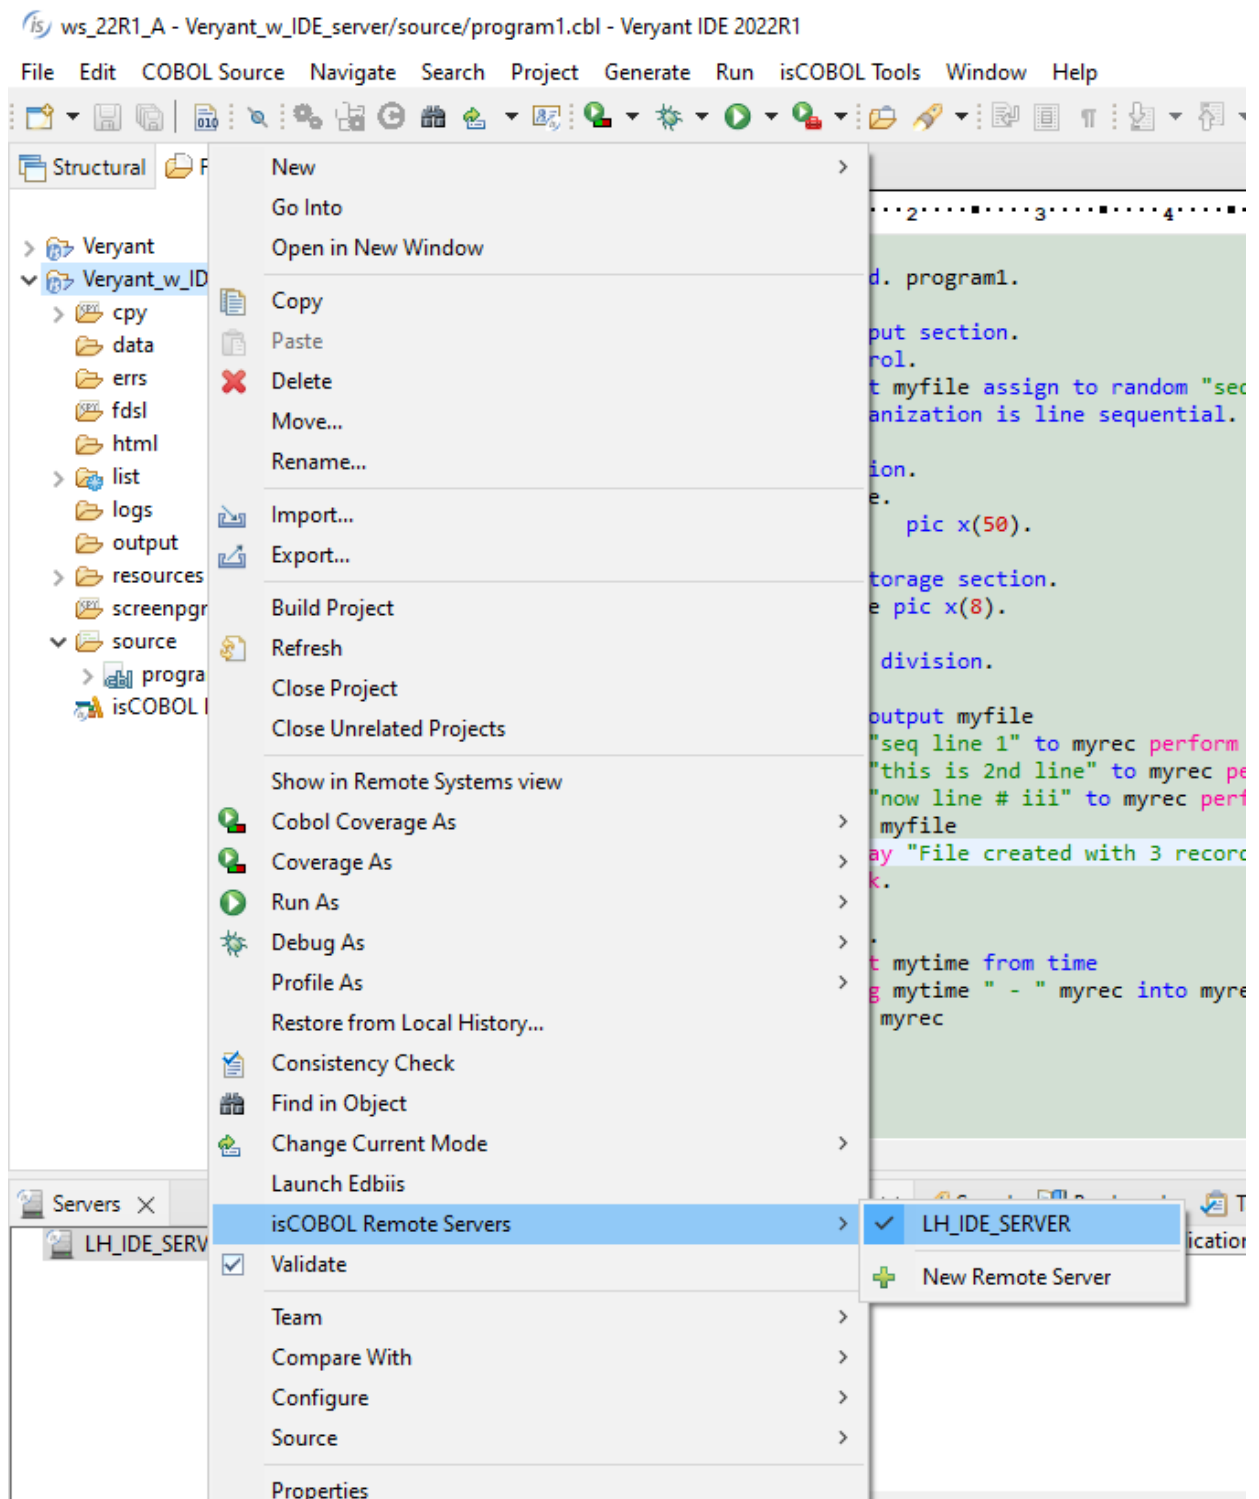 ws_22R1_A - Veryant_w_IDE_server/source/program1.cbl - Veryant IDE 2022R1
File Edit COBOL Source Navigate Search Project Generate Run isCOBOL Tools Window Help
Structural
Veryant
Veryant_w_ID
cpy
data
errs
fdsl
html
list
logs
output
resources
screenpgr
source
progra
isCOBOL
New
Go Into
Open in New Window
Copy
Paste
Delete
Move...
Rename...
Import...
Export...
Build Project
Refresh
Close Project
Close Unrelated Projects
Show in Remote Systems view
Cobol Coverage As
Coverage As
Run As
Debug As
Profile As
Restore from Local History...
Consistency Check
Find in Object
Change Current Mode
Launch Edbiis
isCOBOL Remote Servers
Validate
Team
Compare With
Configure
Source
Properties
LH_IDE_SERVER
New Remote Server
2 3 4
d. program1.
put section.
rol.
t myfile assign to random "seq
anization is line sequential.
ion.
e.
pic x(50).
torage section.
e pic x(8).
division.
output myfile
"seq line 1" to myrec perform
"this is 2nd line" to myrec pe
"now line # iii" to myrec perf
myfile
ay "File created with 3 record
k.
.
t mytime from time
g mytime " - " myrec into myre
myrec
Servers
LH_IDE_SERV
ication